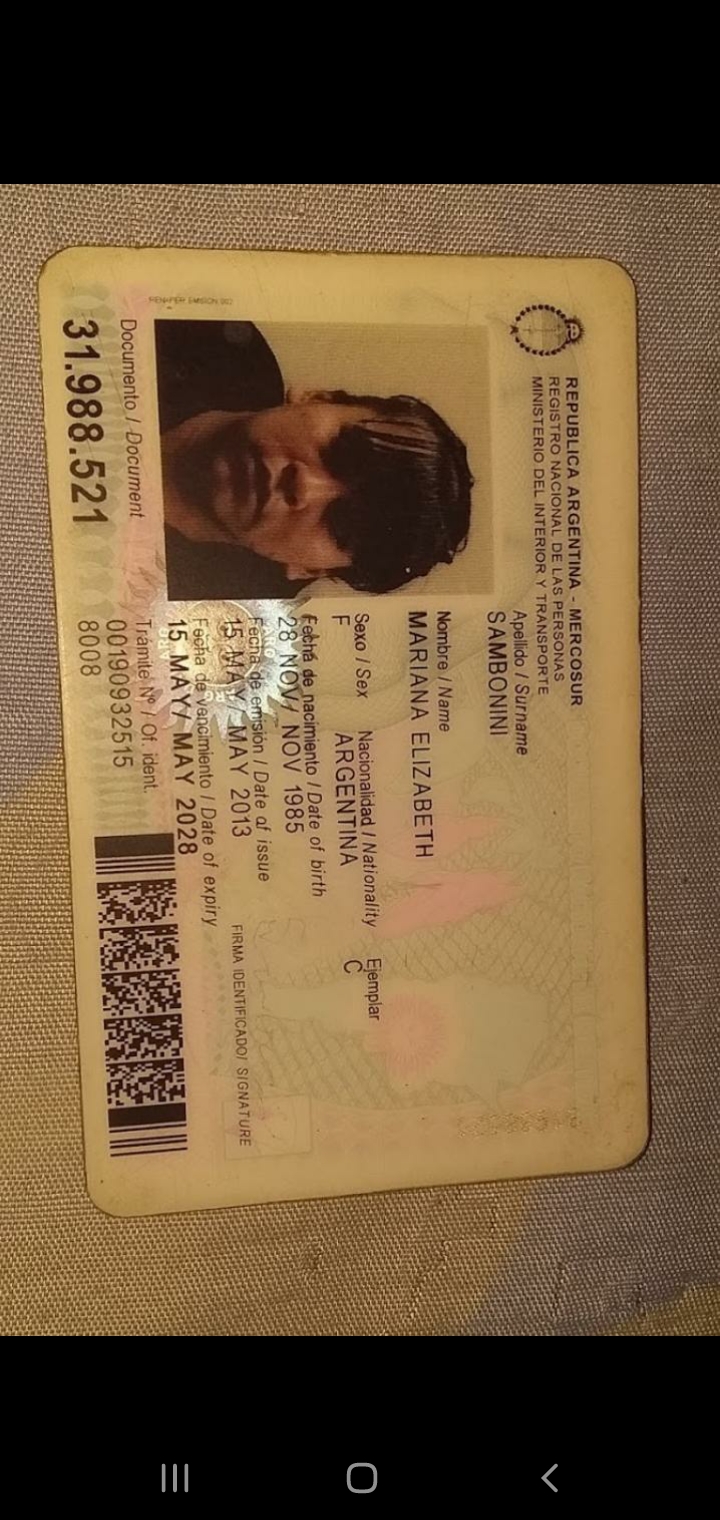 REPUBLICA ARGENTINA - MERCOSUR
REGISTRO NACIONAL DE LAS PERSONAS
MINISTERIO DEL INTERIOR Y TRANSPORTE
Apellido / Surname
SAMBONINI
Nombre / Name
MARIANA ELIZABETH
Sexo / Sex Nacionalidad / Nationality Ejemplar
F ARGENTINA C
Fecha de nacimiento / Date of birth
28 NOV/ NOV 1985
Fecha de emisión / Date of issue
15 MAY/ MAY 2013
FIRMA IDENTIFICADO/ SIGNATURE
Fecha de vencimiento / Date of expiry
15 MAY/ MAY 2028
Documento / Document
31.988.521
Trámite Nº / Of. ident.
00190932515
8008